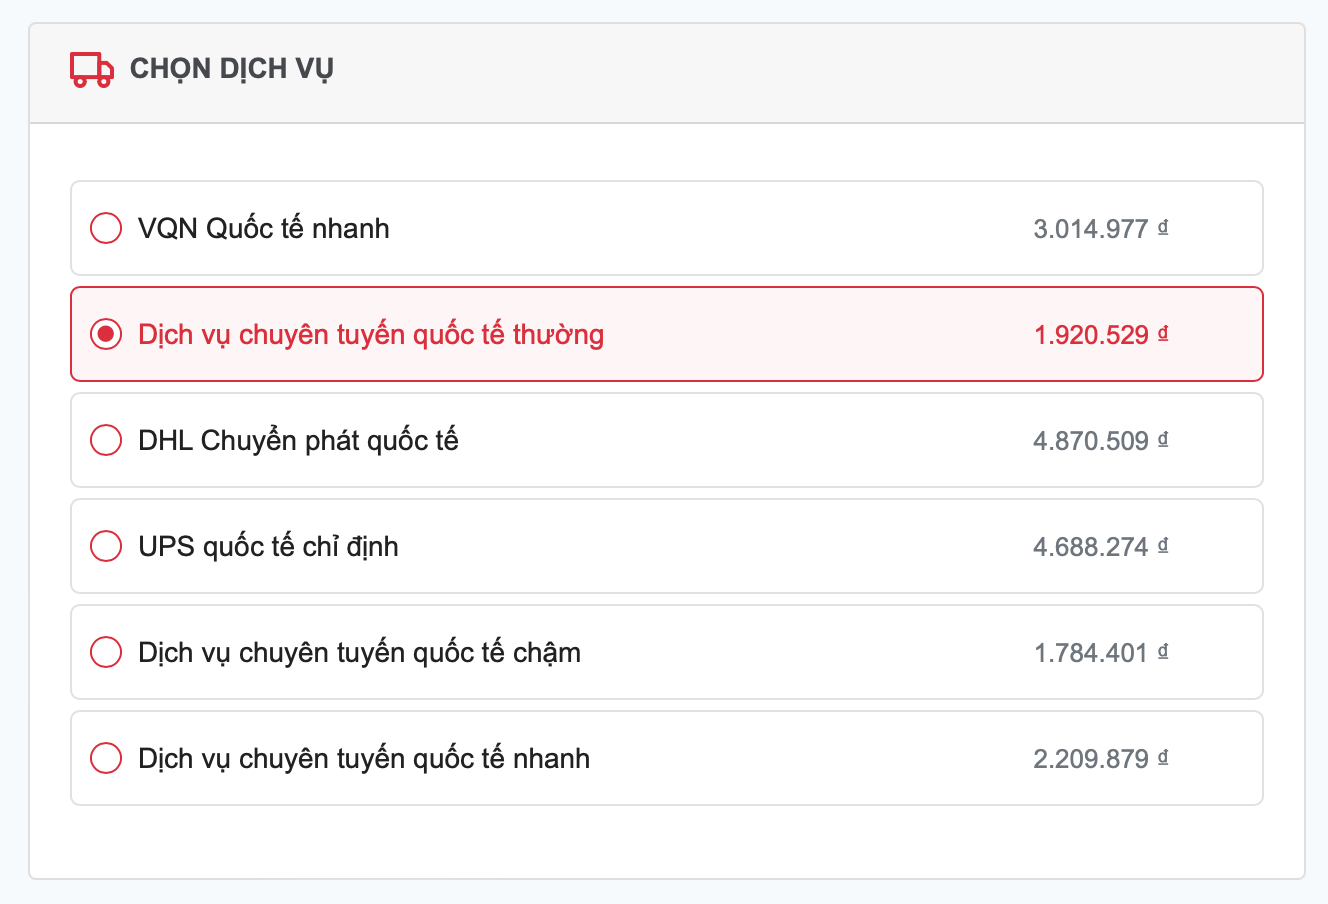 CHỌN DỊCH VỤ
VQN Quốc tế nhanh 3.014.977 ₫
Dịch vụ chuyên tuyến quốc tế thường 1.920.529 ₫
DHL Chuyển phát quốc tế 4.870.509 ₫
UPS quốc tế chỉ định 4.688.274 ₫
Dịch vụ chuyên tuyến quốc tế chậm 1.784.401 ₫
Dịch vụ chuyên tuyến quốc tế nhanh 2.209.879 ₫